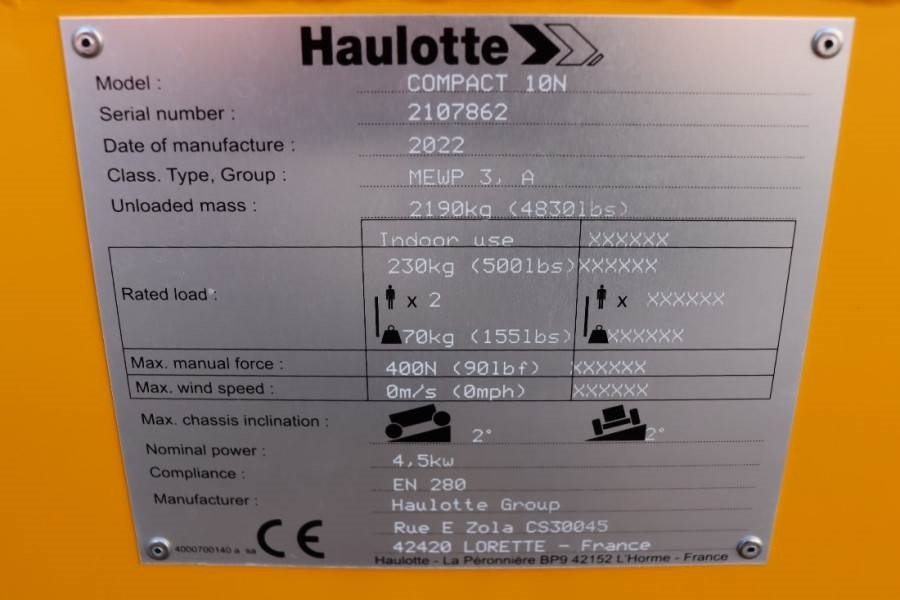 Haulotte
Model : COMPACT 10N
Serial number : 2107862
Date of manufacture : 2022
Class. Type, Group : MEWP 3, A
Unloaded mass : 2190kg (4830lbs)
Indoor use XXXXXX
230kg (500lbs) XXXXXX
Rated load : x 2 x XXXXXX
70kg (155lbs) XXXXXX
Max. manual force : 400N (90lbf) XXXXXX
Max. wind speed : 0m/s (0mph) XXXXXX
Max. chassis inclination : 2° 2°
Nominal power : 4,5kw
Compliance : EN 280
Manufacturer : Haulotte Group
Rue E Zola CS30045
4000700140 a sa CE 42420 LORETTE - France
Haulotte - La Péronnière BP9 42152 L'Horme - France